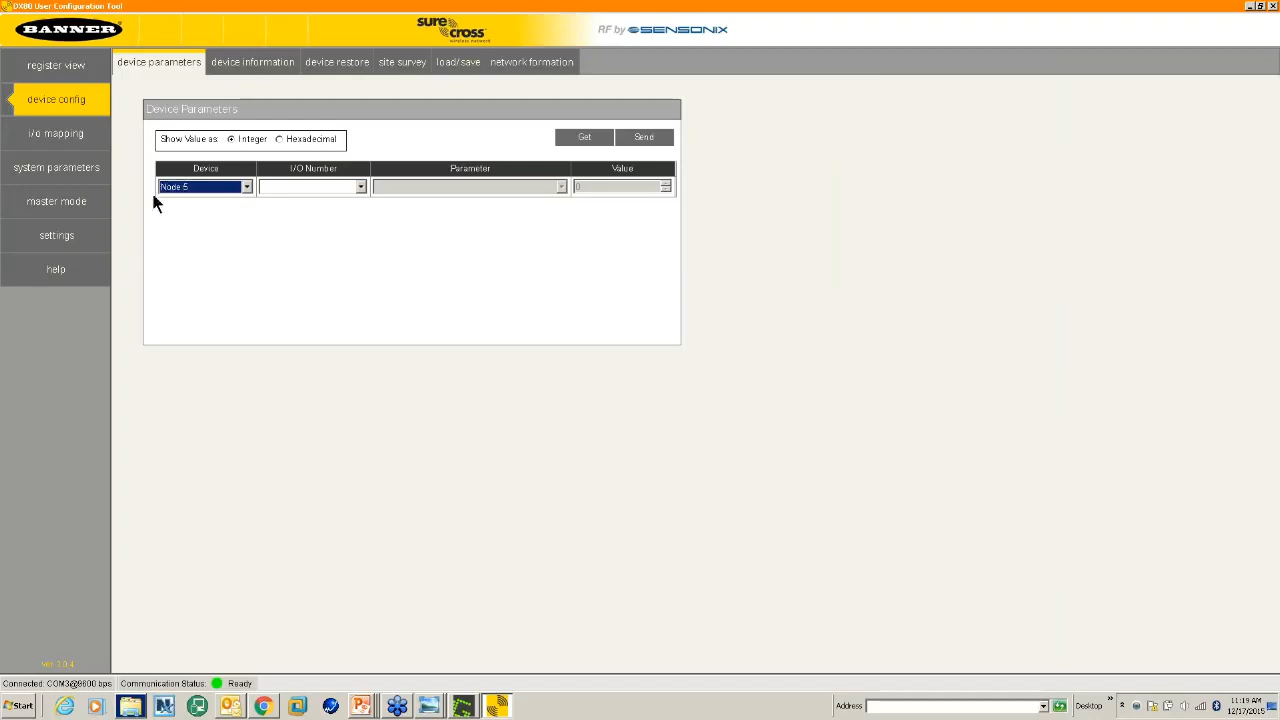 DX80 User Configuration Tool
BANNER
sure cross
wireless network
RF by SENSONIX
register view
device config
i/o mapping
system parameters
master mode
settings
help
device parameters
device information
device restore
site survey
load/save
network formation
Device Parameters
Show Value as: Integer Hexadecimal
Get
Send
Device
I/O Number
Parameter
Value
Node 5
0
Connected: COM3@9600 bps
Communication Status:
Ready
Start
Address
Desktop
11:19 AM
12/17/2015